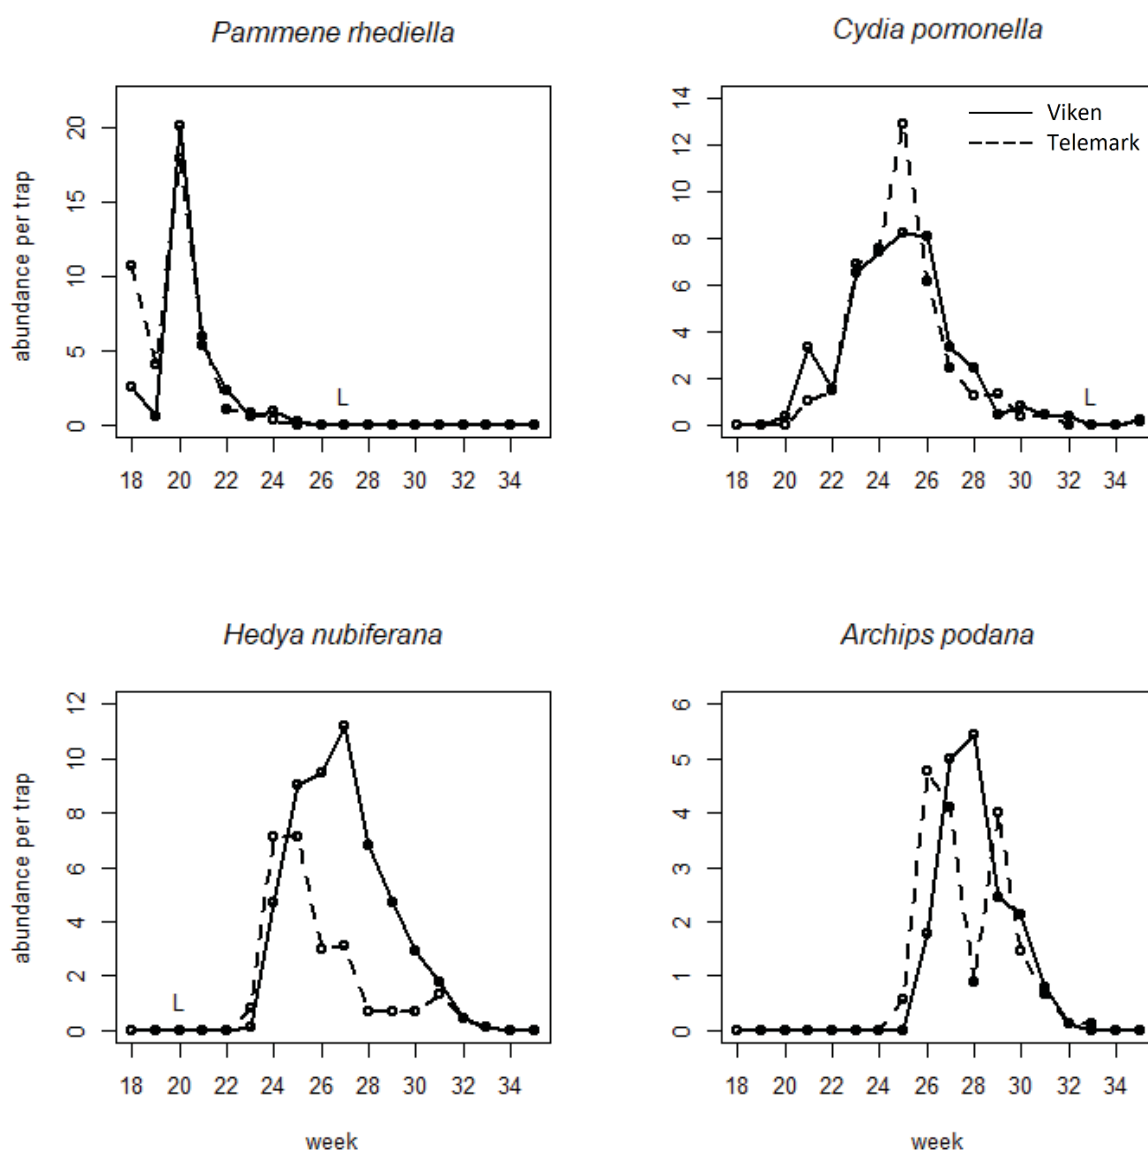 Pammene rhediella
Cydia pomonella
abundance per trap
20
15
10
5
0
L
18 20 22 24 26 28 30 32 34
14
12
10
8
6
4
2
0
Viken
Telemark
L
18 20 22 24 26 28 30 32 34
Hedya nubiferana
Archips podana
abundance per trap
12
10
8
6
4
2
0
L
18 20 22 24 26 28 30 32 34
week
6
5
4
3
2
1
0
18 20 22 24 26 28 30 32 34
week